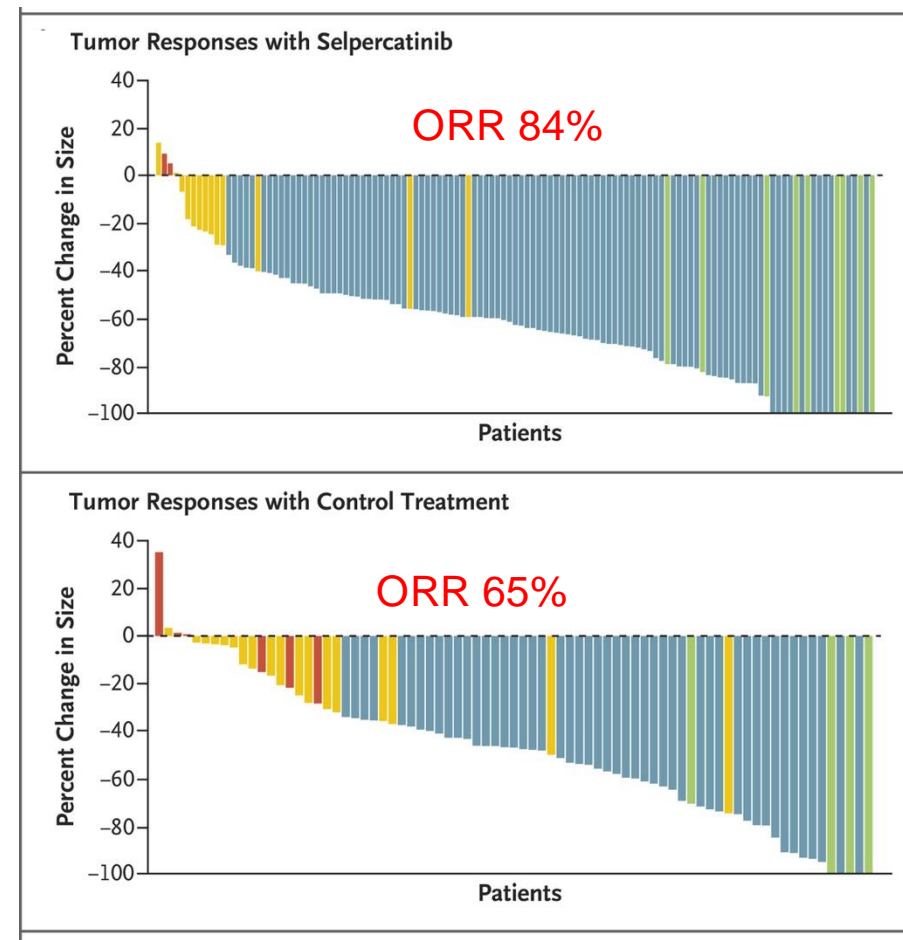 Tumor Responses with Selpercatinib
ORR 84%
Percent Change in Size
40
20
0
−20
−40
−60
−80
−100
Patients
Tumor Responses with Control Treatment
ORR 65%
Percent Change in Size
40
20
0
−20
−40
−60
−80
−100
Patients